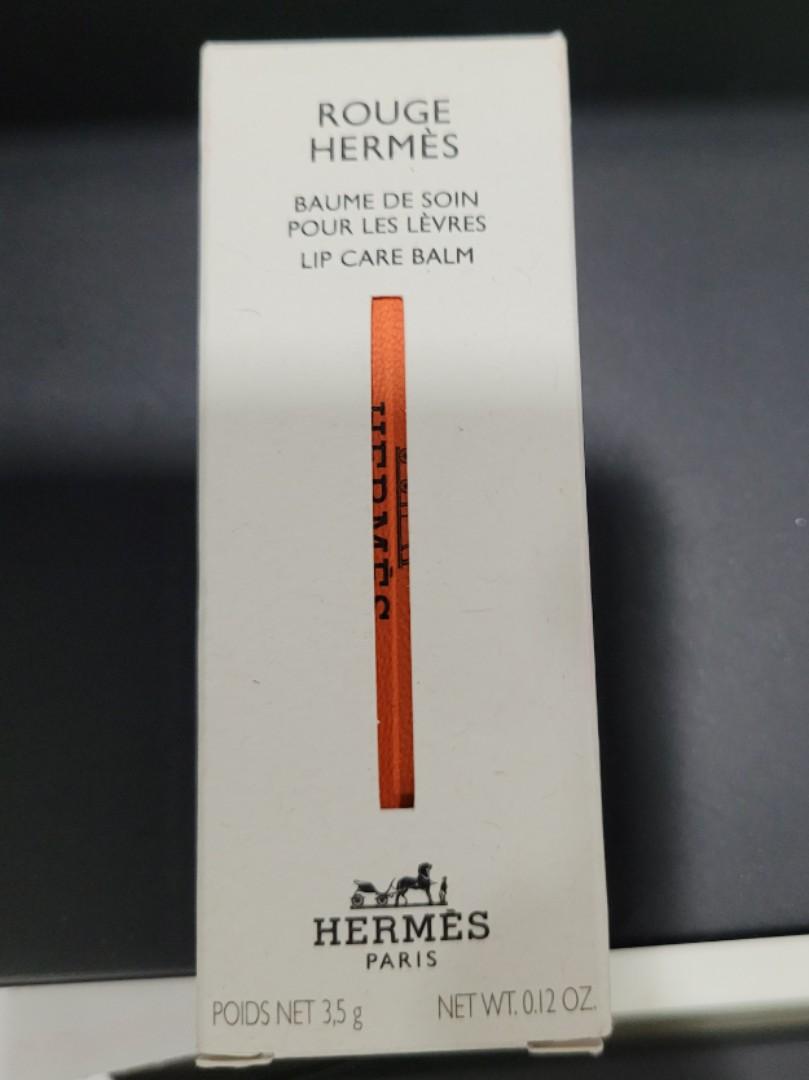 ROUGE
HERMÈS
BAUME DE SOIN
POUR LES LÈVRES
LIP CARE BALM
HERMÈS
HERMÈS
PARIS
POIDS NET 3,5 g
NET WT. 0.12 OZ.